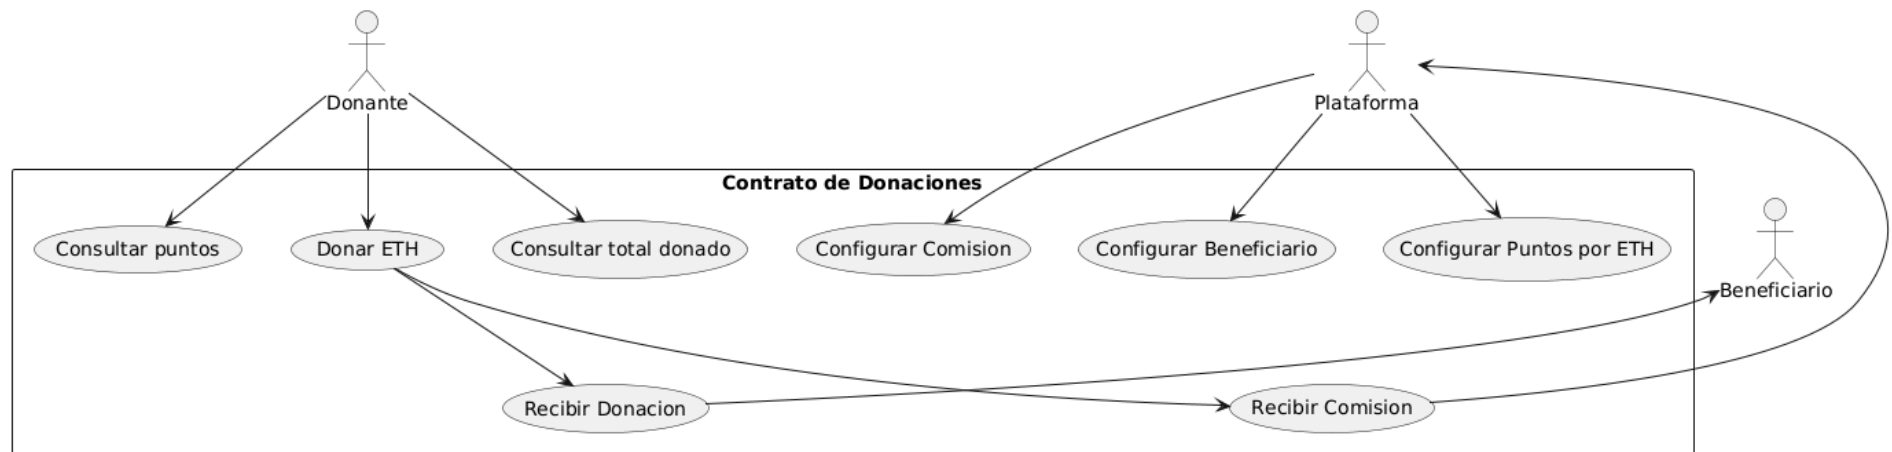 Donante
Plataforma
Contrato de Donaciones
Consultar puntos
Donar ETH
Consultar total donado
Configurar Comision
Configurar Beneficiario
Configurar Puntos por ETH
Beneficiario
Recibir Donacion
Recibir Comision